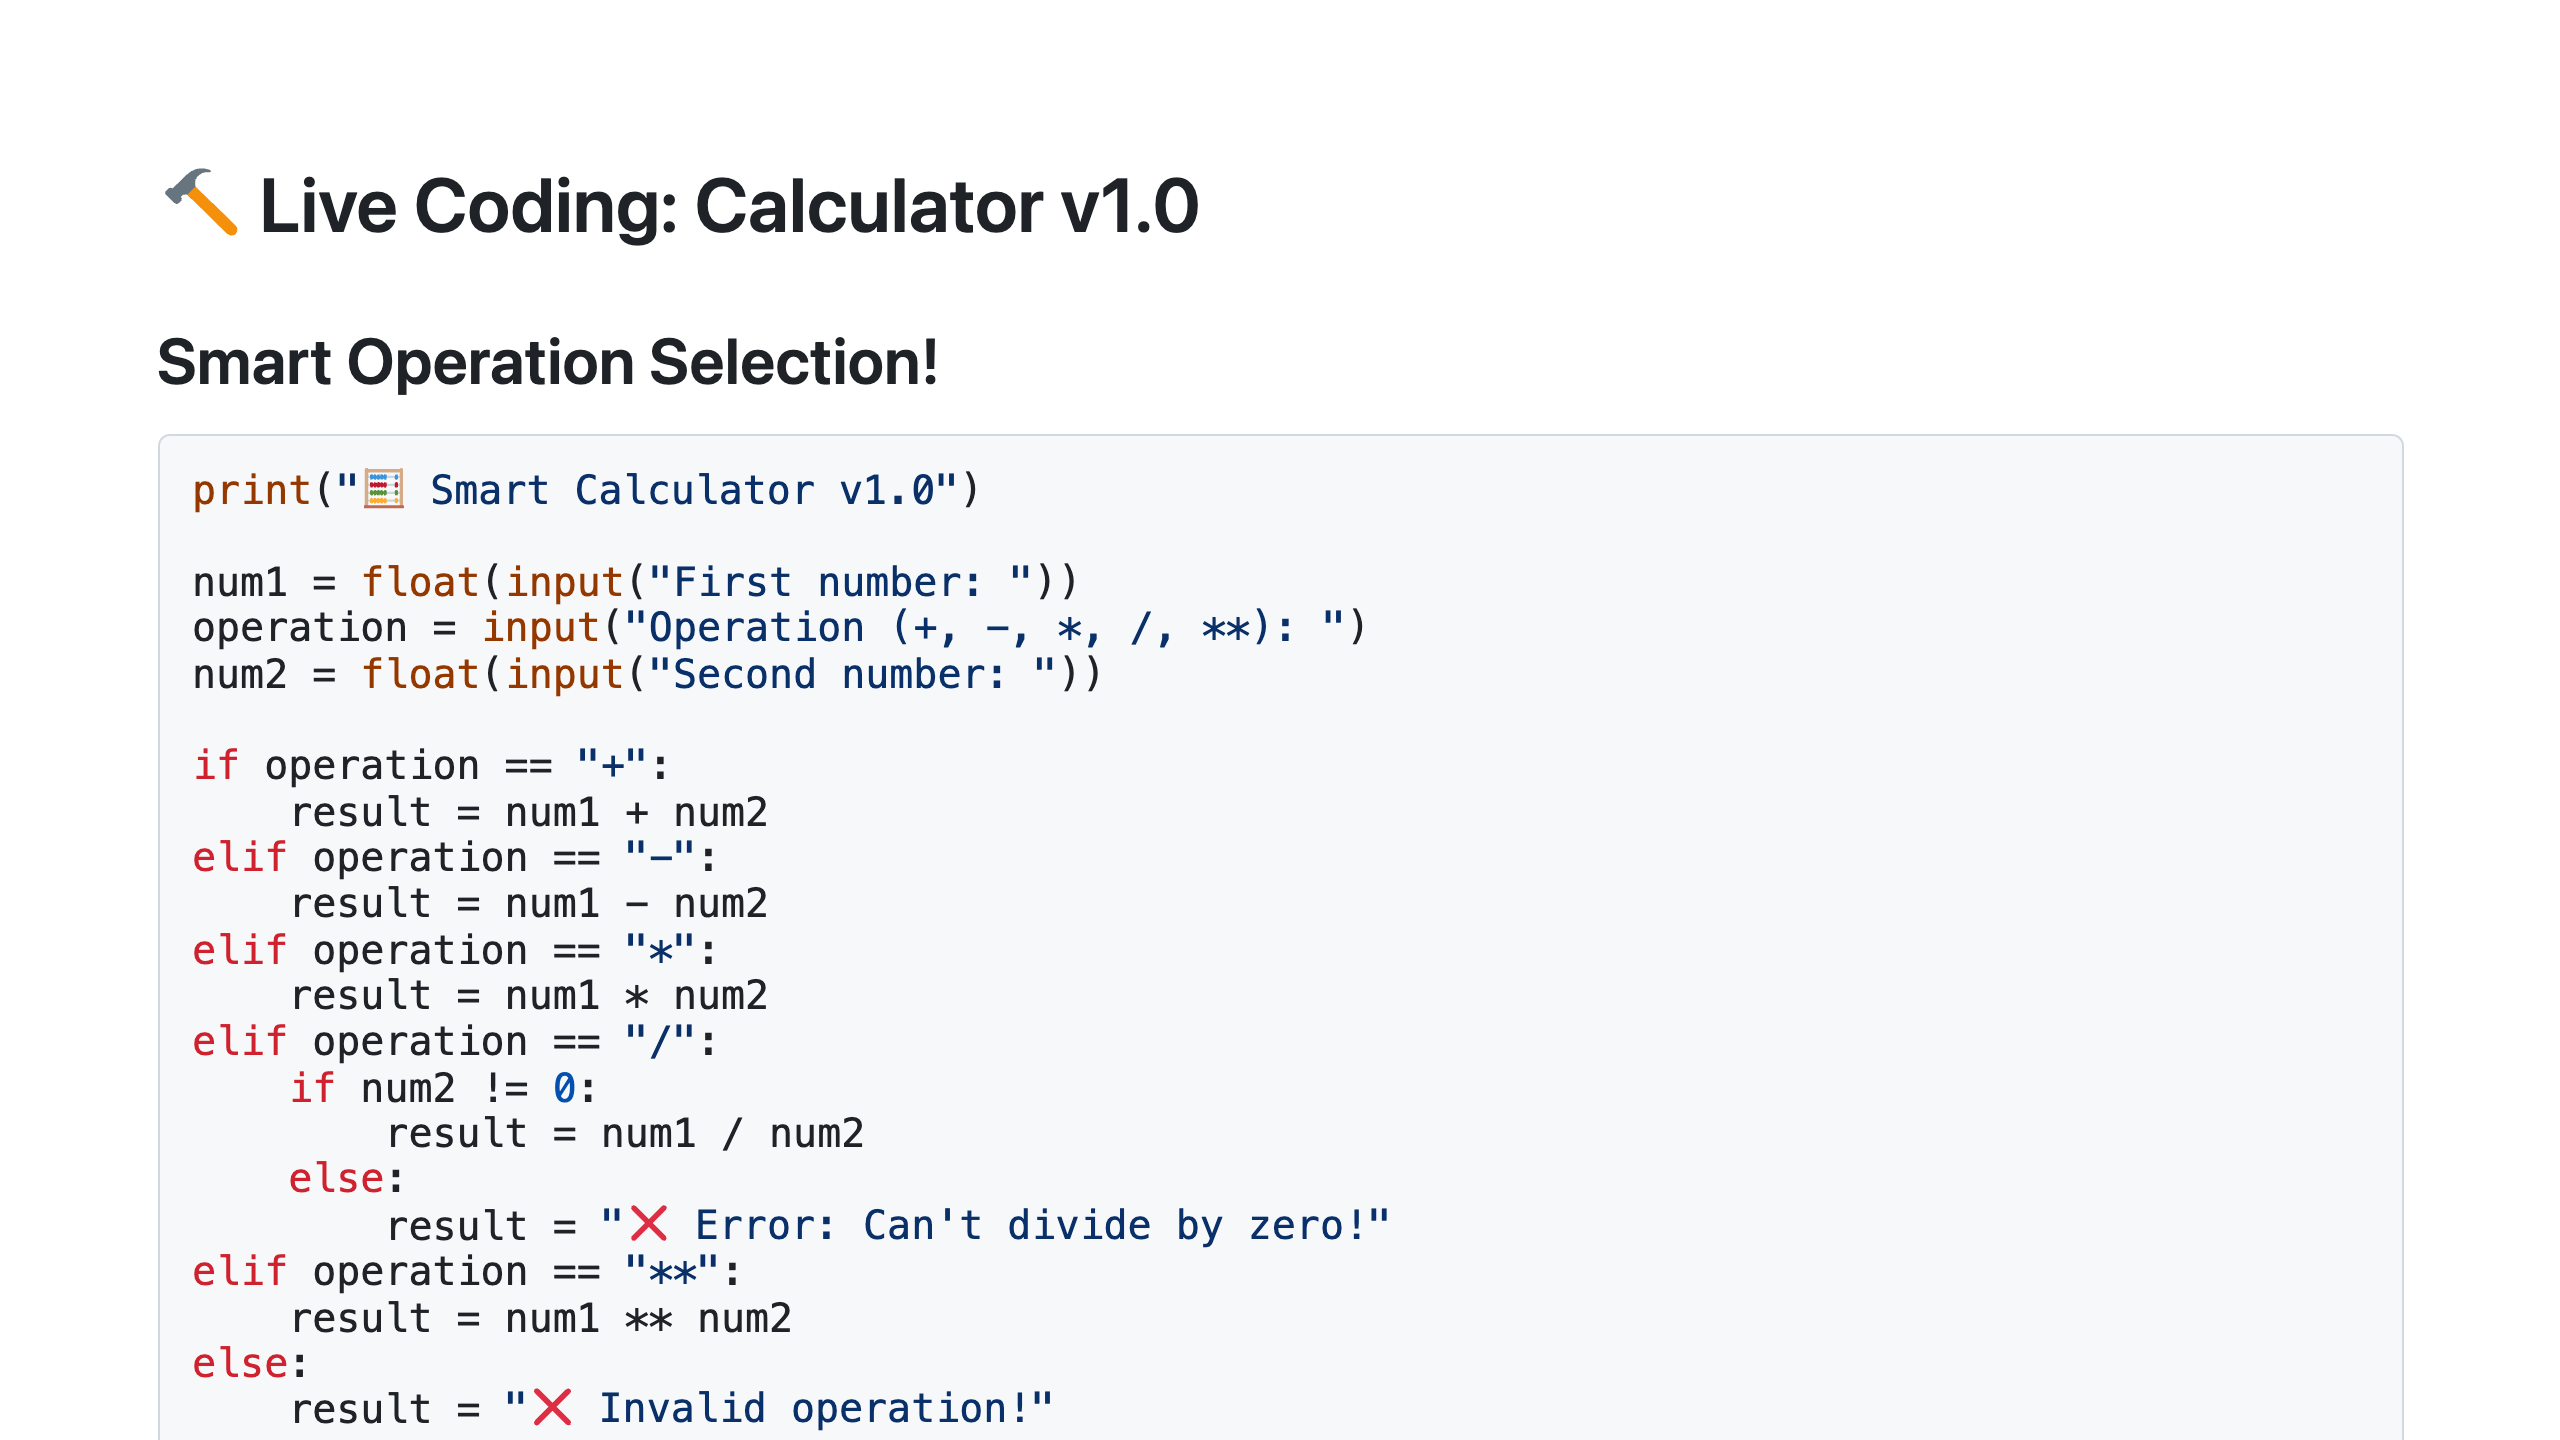 🔨 Live Coding: Calculator v1.0
Smart Operation Selection!
print("🧮 Smart Calculator v1.0")
num1 = float(input("First number: "))
operation = input("Operation (+, -, *, /, **): ")
num2 = float(input("Second number: "))
if operation == "+":
    result = num1 + num2
elif operation == "-":
    result = num1 - num2
elif operation == "*":
    result = num1 * num2
elif operation == "/":
    if num2 != 0:
        result = num1 / num2
    else:
        result = "❌ Error: Can't divide by zero!"
elif operation == "**":
    result = num1 ** num2
else:
    result = "❌ Invalid operation!"